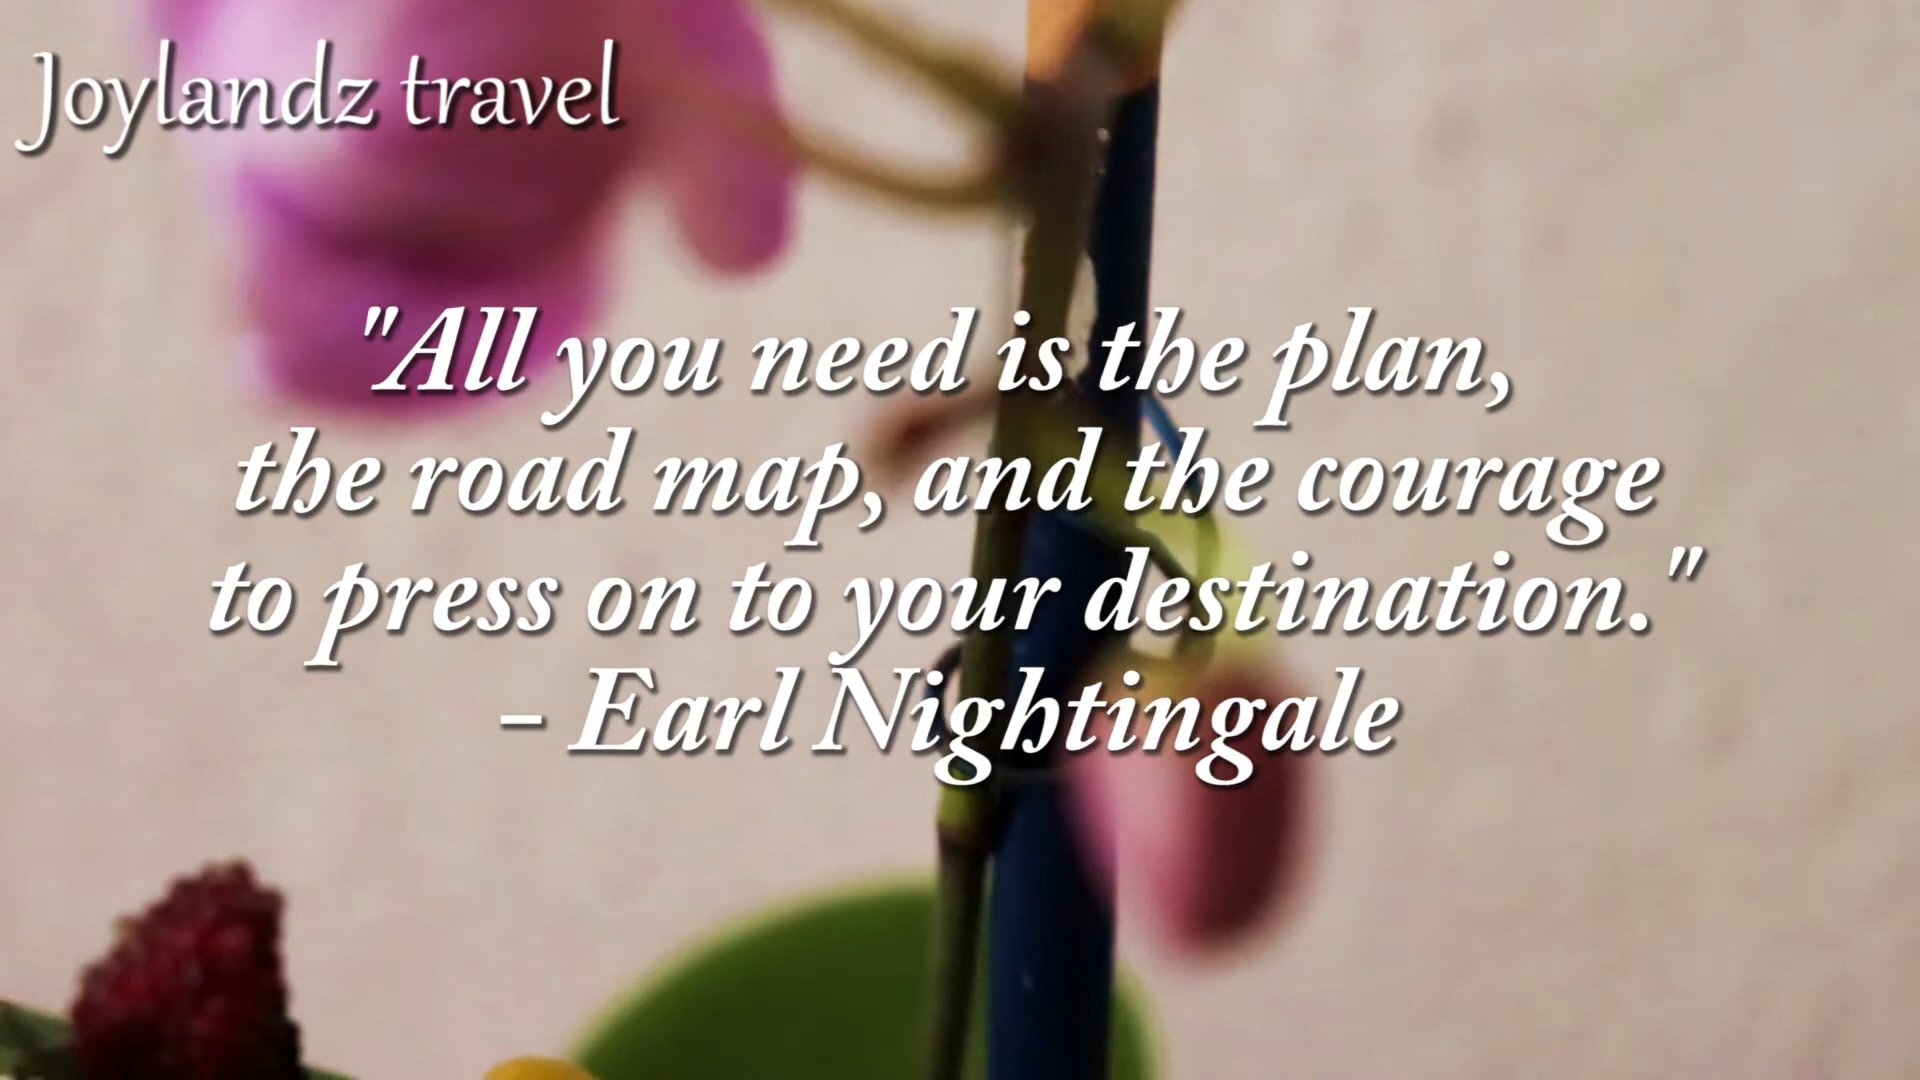 Joylandz travel
"All you need is the plan,
the road map, and the courage
to press on to your destination."
- Earl Nightingale